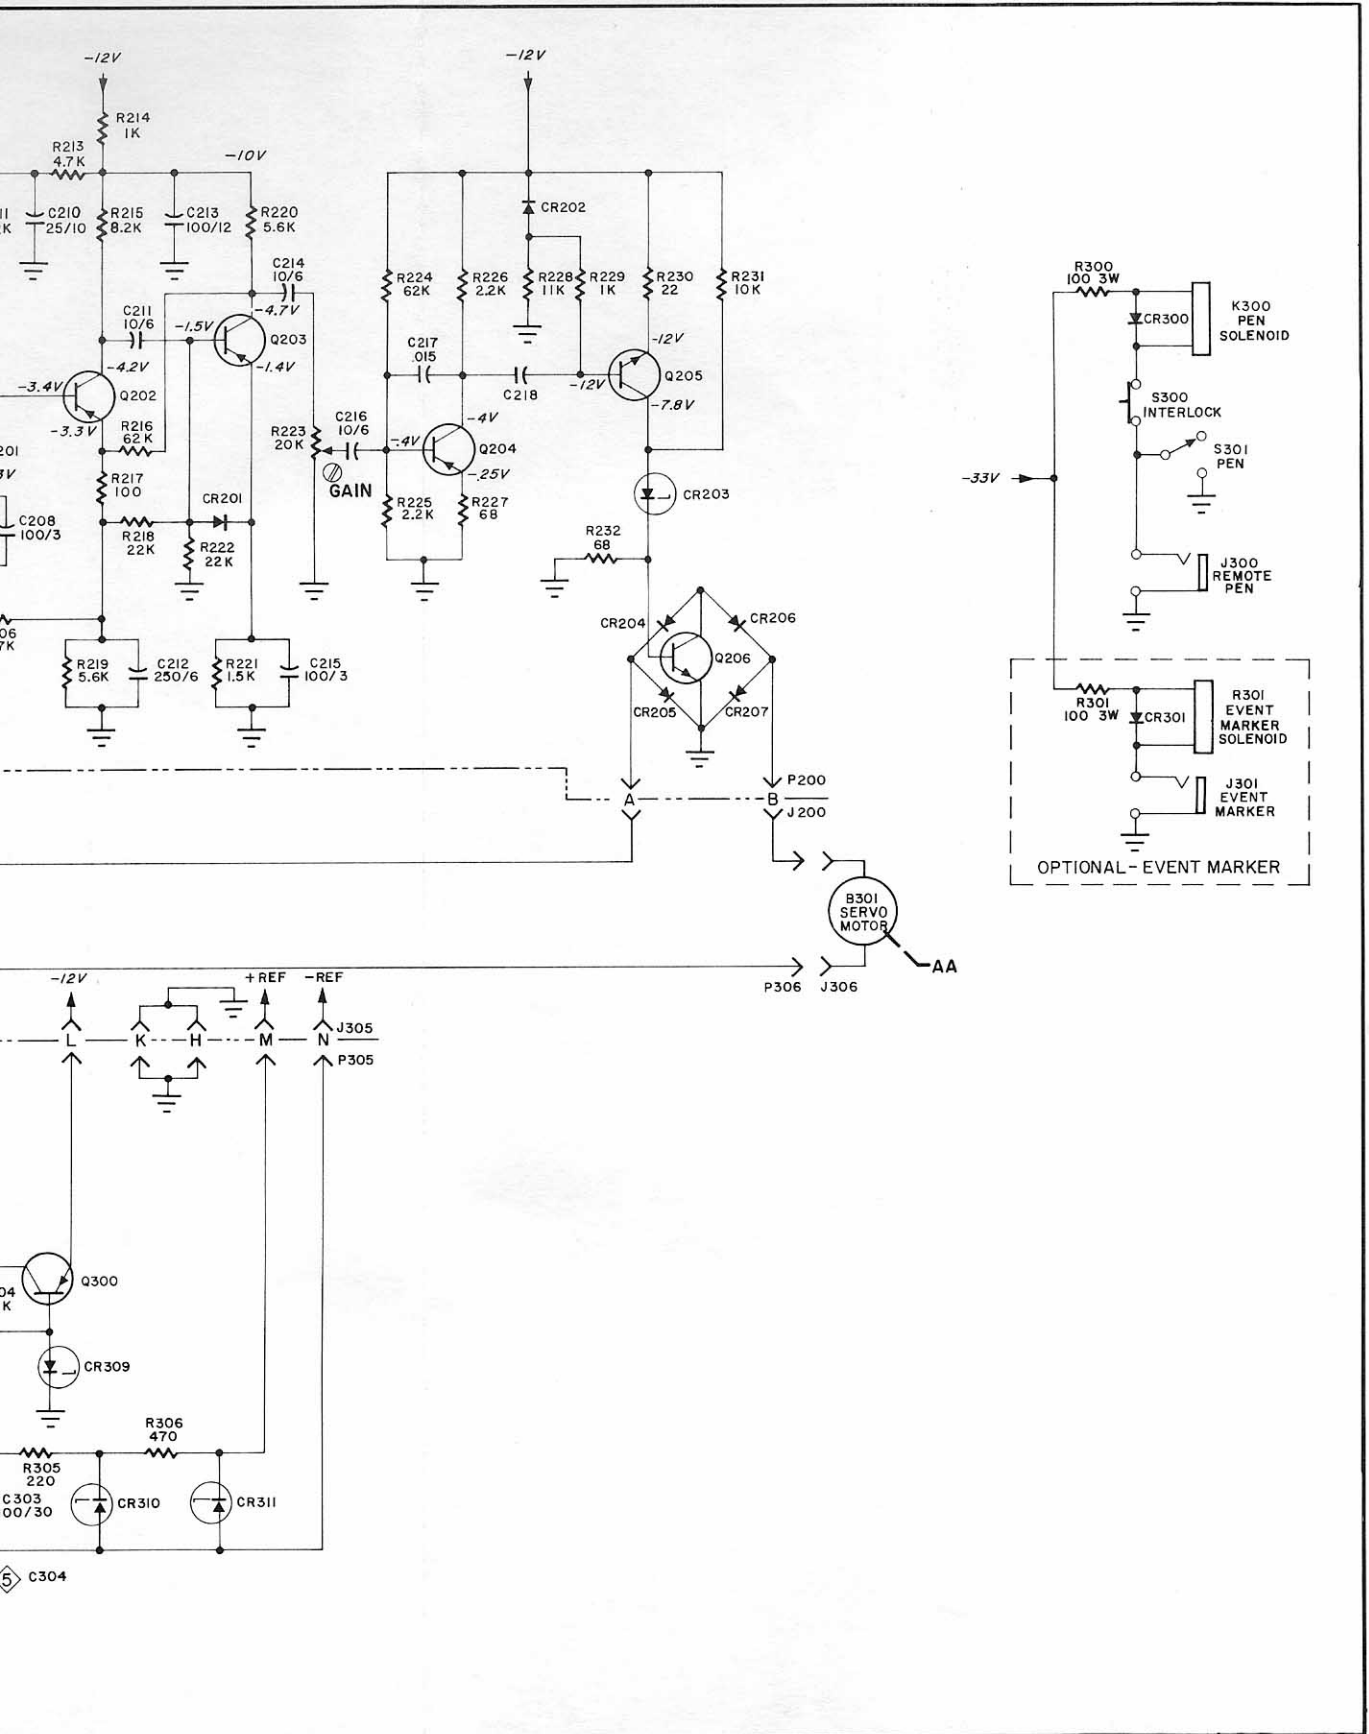 -12V
-12V
R214
1K
R213
4.7K
-10V
C210
25/10
R215
8.2K
C213
100/12
R220
5.6K
CR202
C214
10/6
R224
62K
R226
2.2K
R228
11K
R229
1K
R230
22
R231
10K
R300
100 3W
CR300
K300
PEN
SOLENOID
C211
10/6
-1.5V
-4.7V
Q203
-1.4V
-4.2V
-3.4V
Q202
-3.3V
C217
.015
C218
-12V
-12V
Q205
-7.8V
S300
INTERLOCK
R216
62K
R223
20K
C216
10/6
-.4V
-4V
Q204
-.25V
S301
PEN
R217
100
CR201
GAIN
R225
2.2K
R227
68
CR203
-33V
C208
100/3
R218
22K
R222
22K
R232
68
J300
REMOTE
PEN
CR204
CR206
Q206
R219
5.6K
C212
250/6
R221
1.5K
C215
100/3
CR205
CR207
R301
100 3W
CR301
R301
EVENT
MARKER
SOLENOID
A
B
P200
J200
J301
EVENT
MARKER
OPTIONAL-EVENT MARKER
B301
SERVO
MOTOR
AA
P306
J306
-12V
+REF
-REF
L
K
H
M
N
J305
P305
Q300
CR309
R306
470
R305
220
C303
CR310
CR311
5
C304